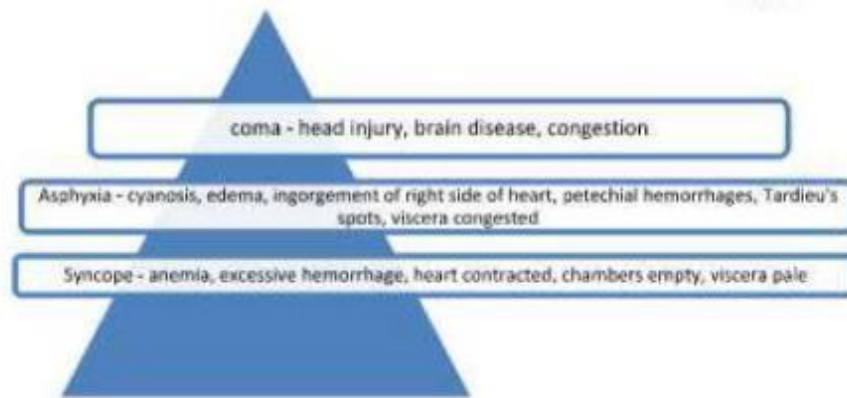 coma - head injury, brain disease, congestion
Asphyxia - cyanosis, edema, ingorgement of right side of heart, petechial hemorrhages, Tardieu's
spots, viscera congested
Syncope - anemia, excessive hemorrhage, heart contracted, chambers empty, viscera pale